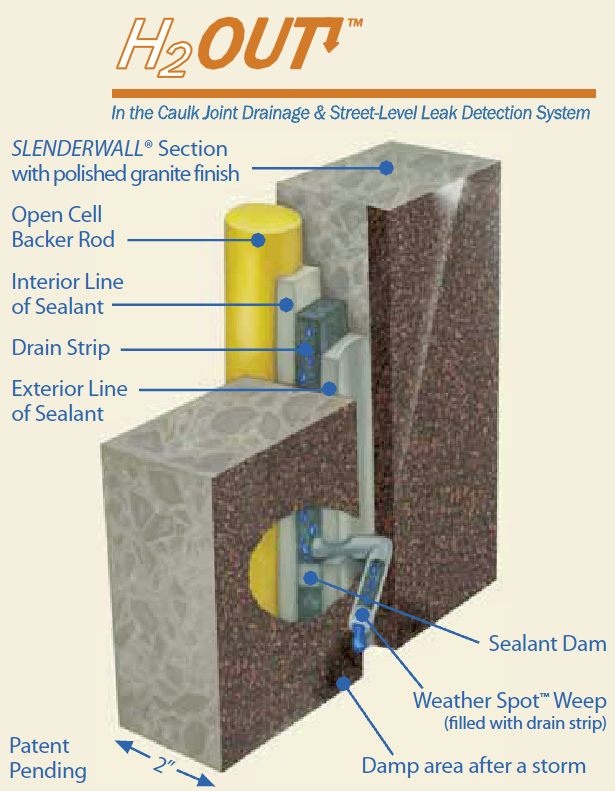 H2OUT™
In the Caulk Joint Drainage & Street-Level Leak Detection System
SLENDERWALL® Section
with polished granite finish
Open Cell
Backer Rod
Interior Line
of Sealant
Drain Strip
Exterior Line
of Sealant
Sealant Dam
Weather Spot™ Weep
(filled with drain strip)
Damp area after a storm
Patent
Pending
2"